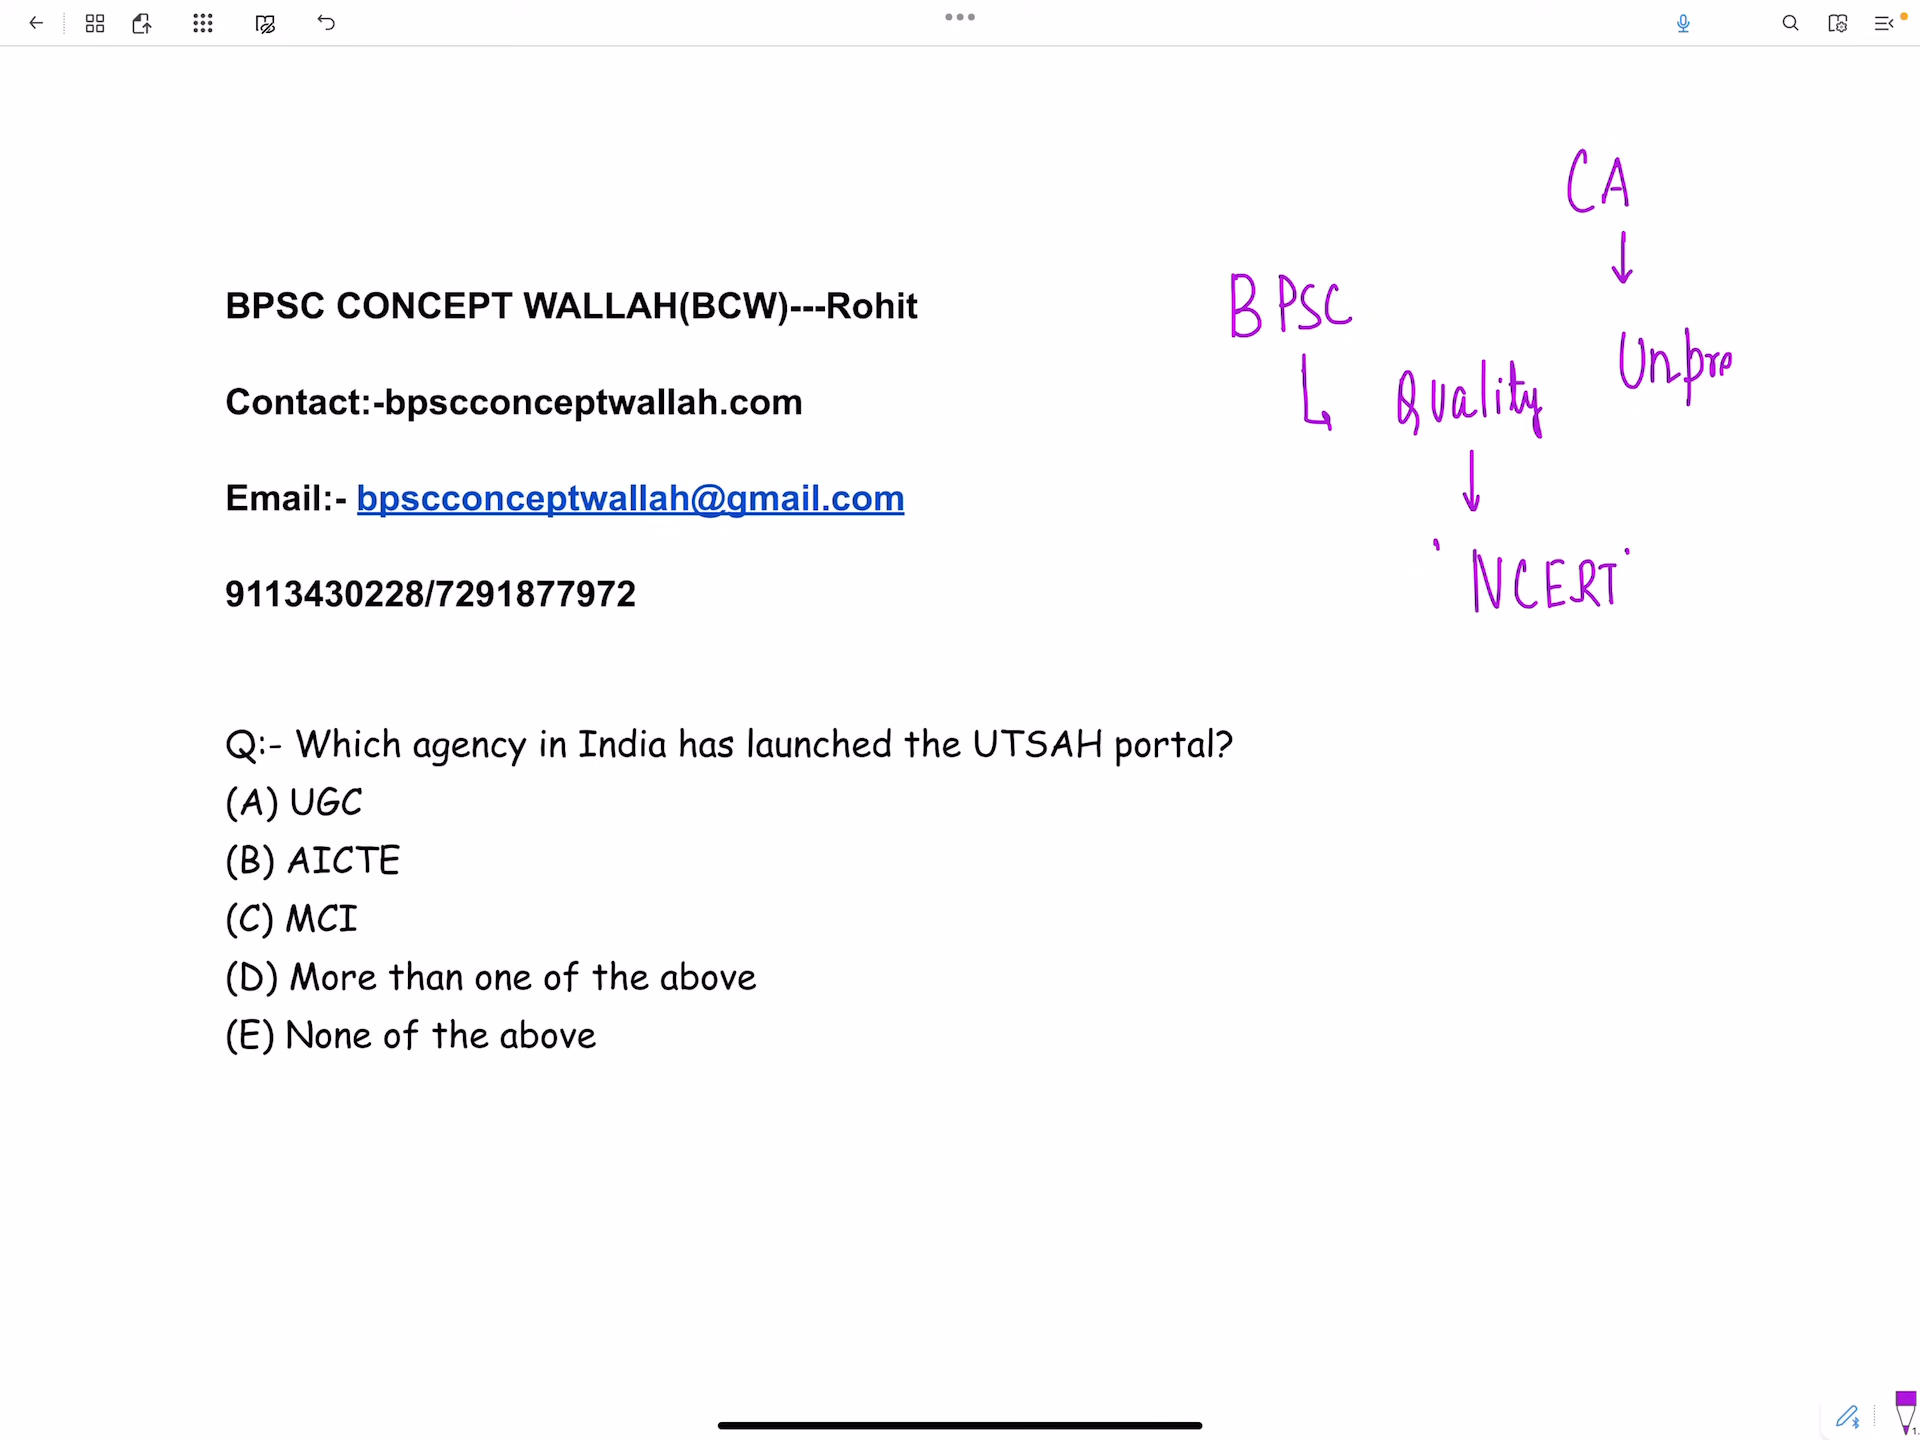 CA
BPSC CONCEPT WALLAH(BCW)---Rohit
BPSC
Unpre
Contact:-bpscconceptwallah.com
Quality
Email:- bpscconceptwallah@gmail.com
9113430228/7291877972
' NCERT '
Q:- Which agency in India has launched the UTSAH portal?
(A) UGC
(B) AICTE
(C) MCI
(D) More than one of the above
(E) None of the above